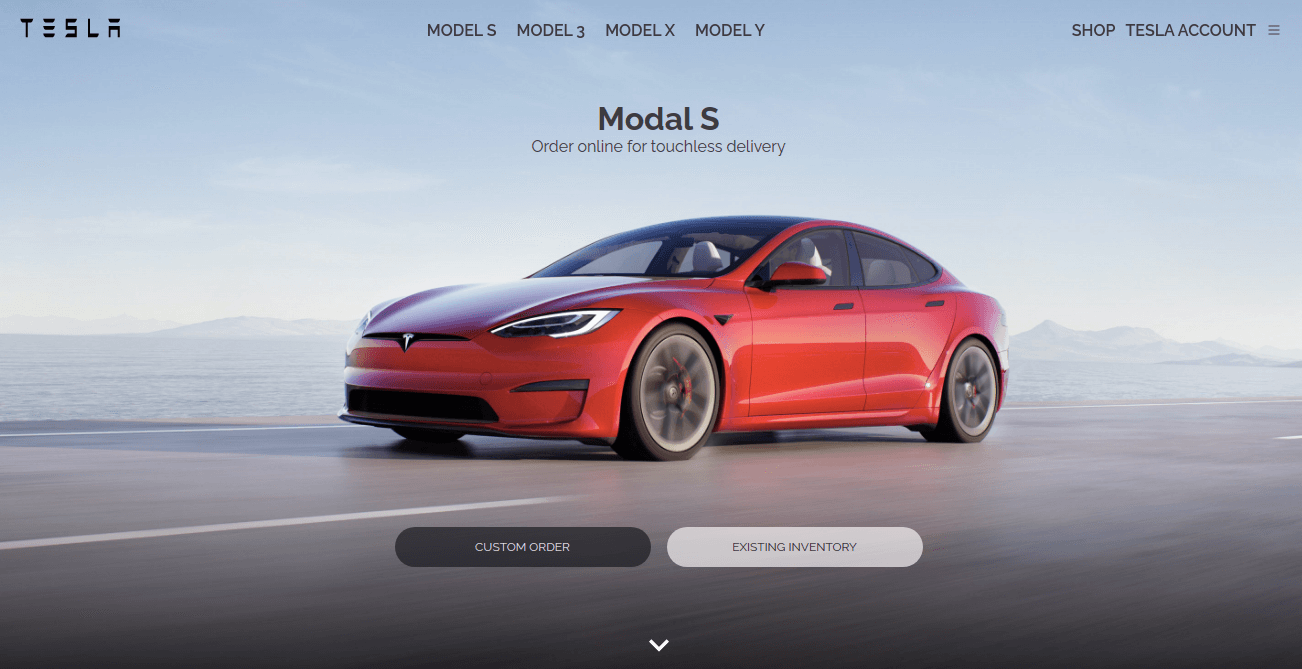 TESLA
MODEL S MODEL 3 MODEL X MODEL Y
SHOP TESLA ACCOUNT
Modal S
Order online for touchless delivery
CUSTOM ORDER
EXISTING INVENTORY